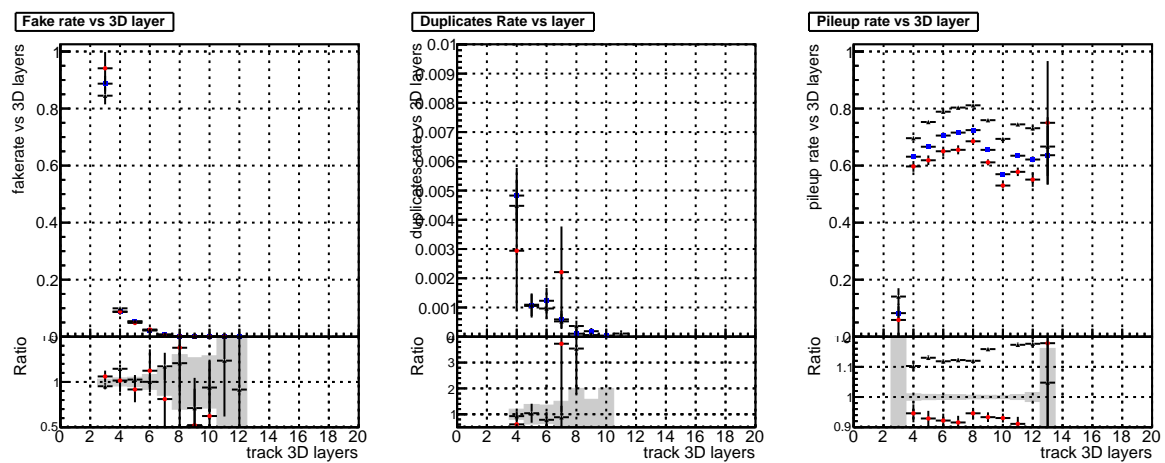 Fake rate vs 3D layer
fakerate vs 3D layers
1
0.8
0.6
0.4
0.2
0
Ratio
1
0.5
0 2 4 6 8 10 12 14 16 18 20
track 3D layers
Duplicates Rate vs layer
duplicates rate vs 3D layers
0.01
0.009
0.008
0.007
0.006
0.005
0.004
0.003
0.002
0.001
Ratio
3
2
1
0 2 4 6 8 10 12 14 16 18 20
track 3D layers
Pileup rate vs 3D layer
pileup rate vs 3D layers
1
0.8
0.6
0.4
0.2
0
Ratio
1.1
1
0.9
0 2 4 6 8 10 12 14 16 18 20
track 3D layers